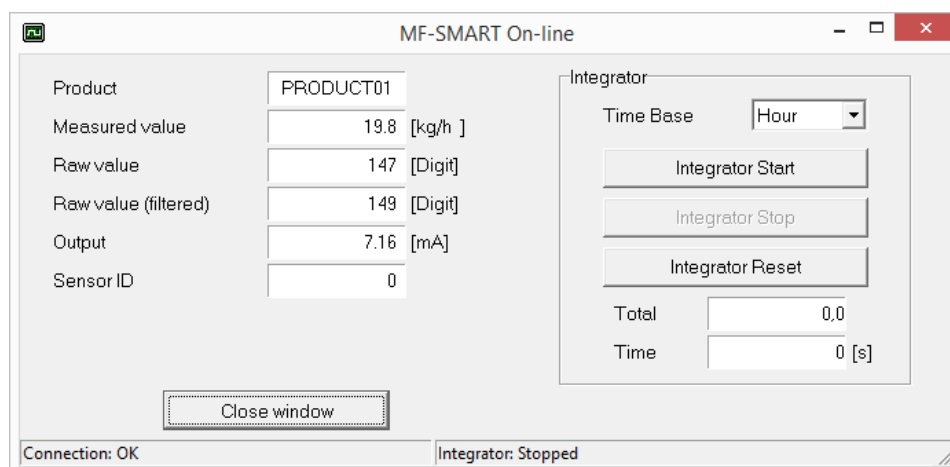 MF-SMART On-line
Product PRODUCT01
Measured value 19.8 [kg/h ]
Raw value 147 [Digit]
Raw value (filtered) 149 [Digit]
Output 7.16 [mA]
Sensor ID 0
Close window
Integrator
Time Base Hour
Integrator Start
Integrator Stop
Integrator Reset
Total 0,0
Time 0 [s]
Connection: OK
Integrator: Stopped